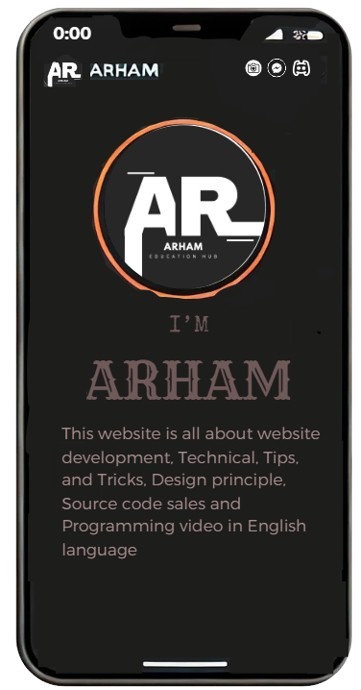 0:00
AR ARHAM
AR
ARHAM
EDUCATION HUB
I'M
ARHAM
This website is all about website
development, Technical, Tips,
and Tricks, Design principle,
Source code sales and
Programming video in English
language